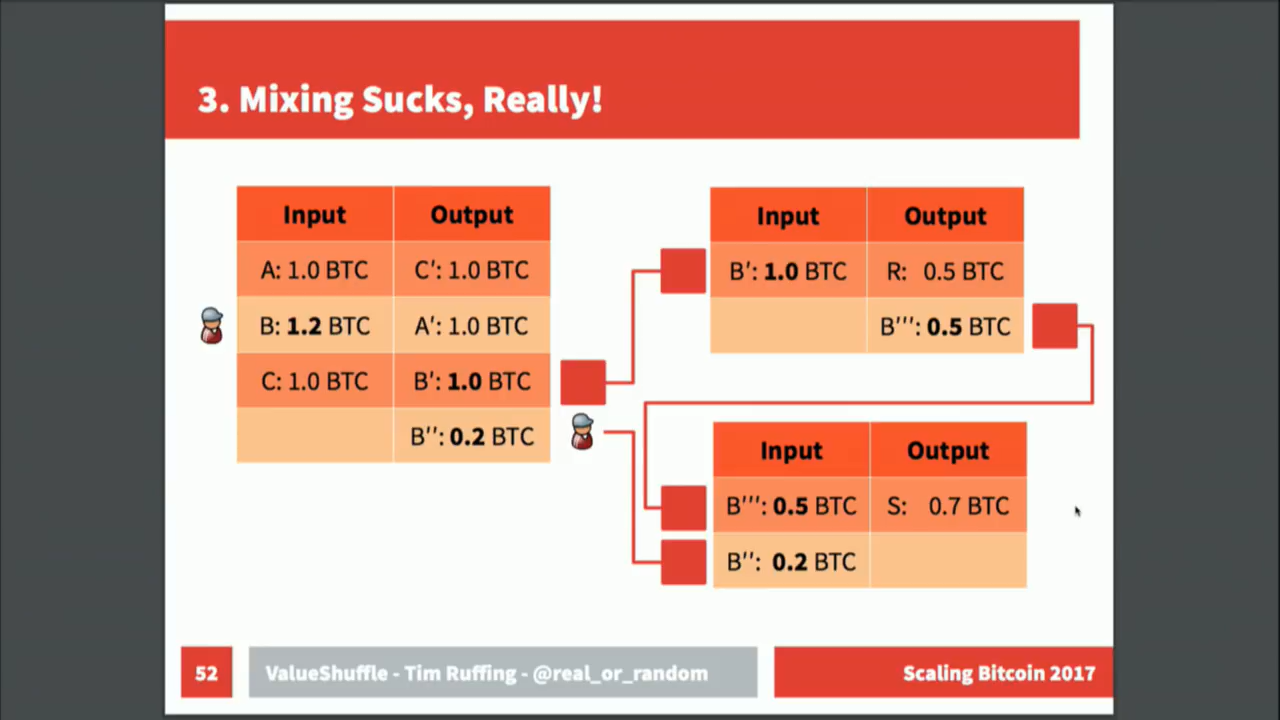 3. Mixing Sucks, Really!
Input Output
A: 1.0 BTC C′: 1.0 BTC
B: 1.2 BTC A′: 1.0 BTC
C: 1.0 BTC B′: 1.0 BTC
B′′: 0.2 BTC
Input Output
B′: 1.0 BTC R: 0.5 BTC
B′′′: 0.5 BTC
Input Output
B′′′: 0.5 BTC S: 0.7 BTC
B′′: 0.2 BTC
52
ValueShuffle - Tim Ruffing - @real_or_random
Scaling Bitcoin 2017